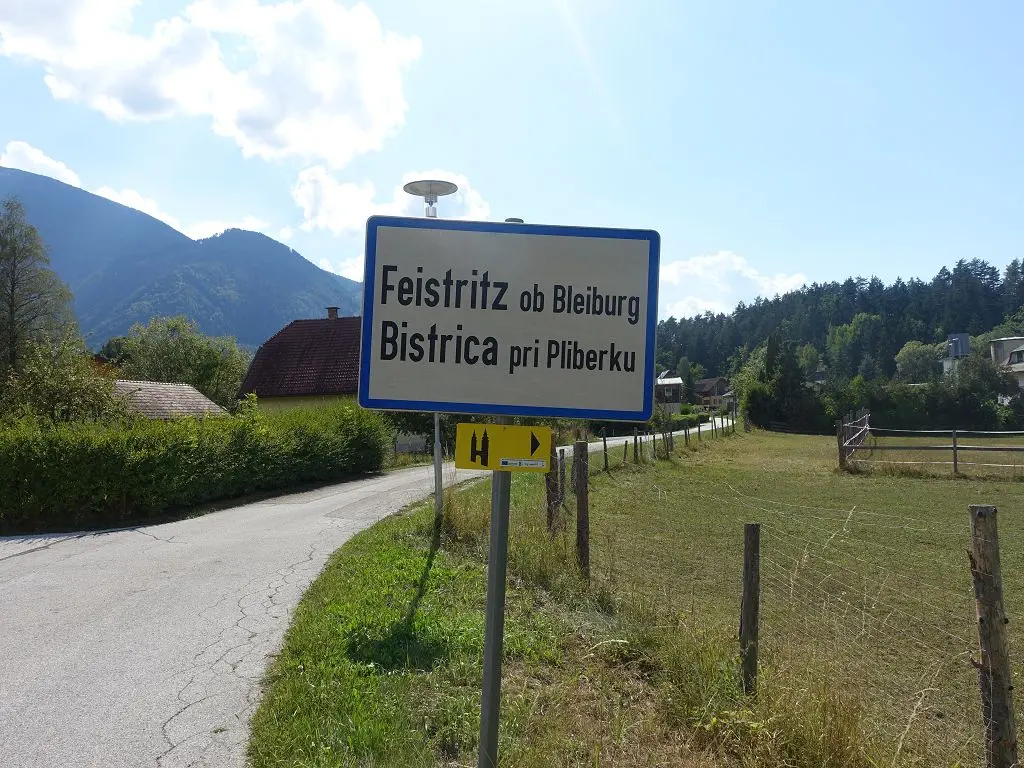 Feistritz ob Bleiburg
Bistrica pri Pliberku